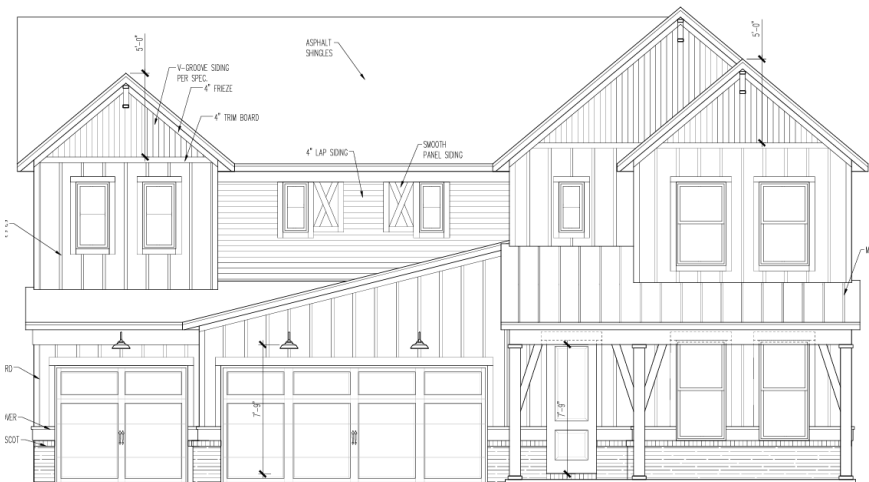 5'-0"
ASPHALT
SHINGLES
5'-0"
V-GROOVE SIDING
PER SPEC.
4" FRIEZE
4" TRIM BOARD
4" LAP SIDING
SMOOTH
PANEL SIDING
M
RD
7'-9"
7'-9"
VER
SCOT